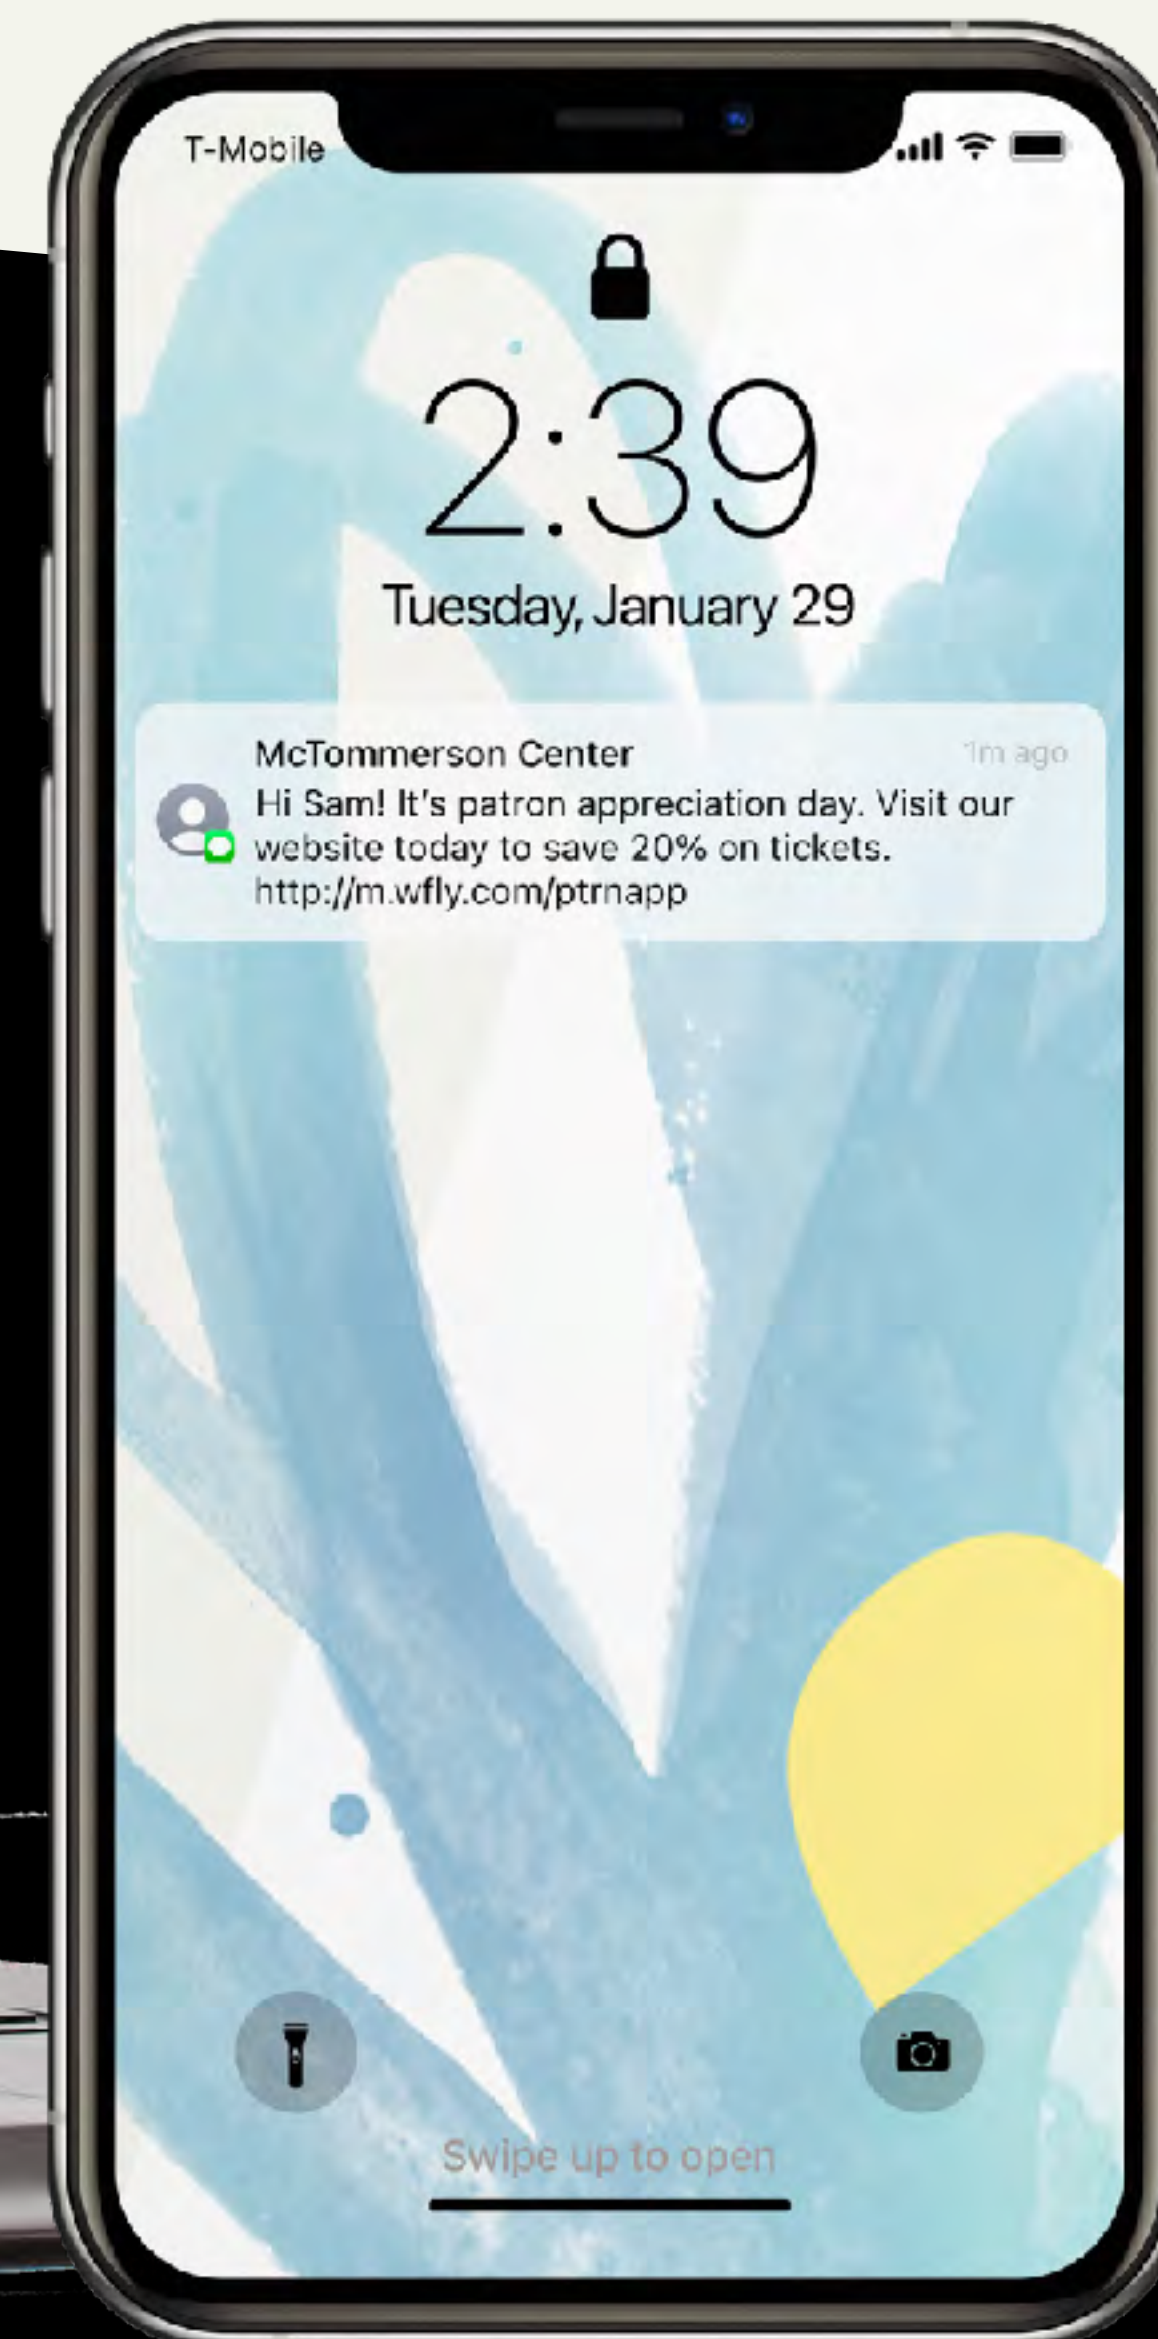 T-Mobile
2:39
Tuesday, January 29
McTommerson Center
1m ago
Hi Sam! It's patron appreciation day. Visit our
website today to save 20% on tickets.
http://m.wfly.com/ptrnapp
Swipe up to open